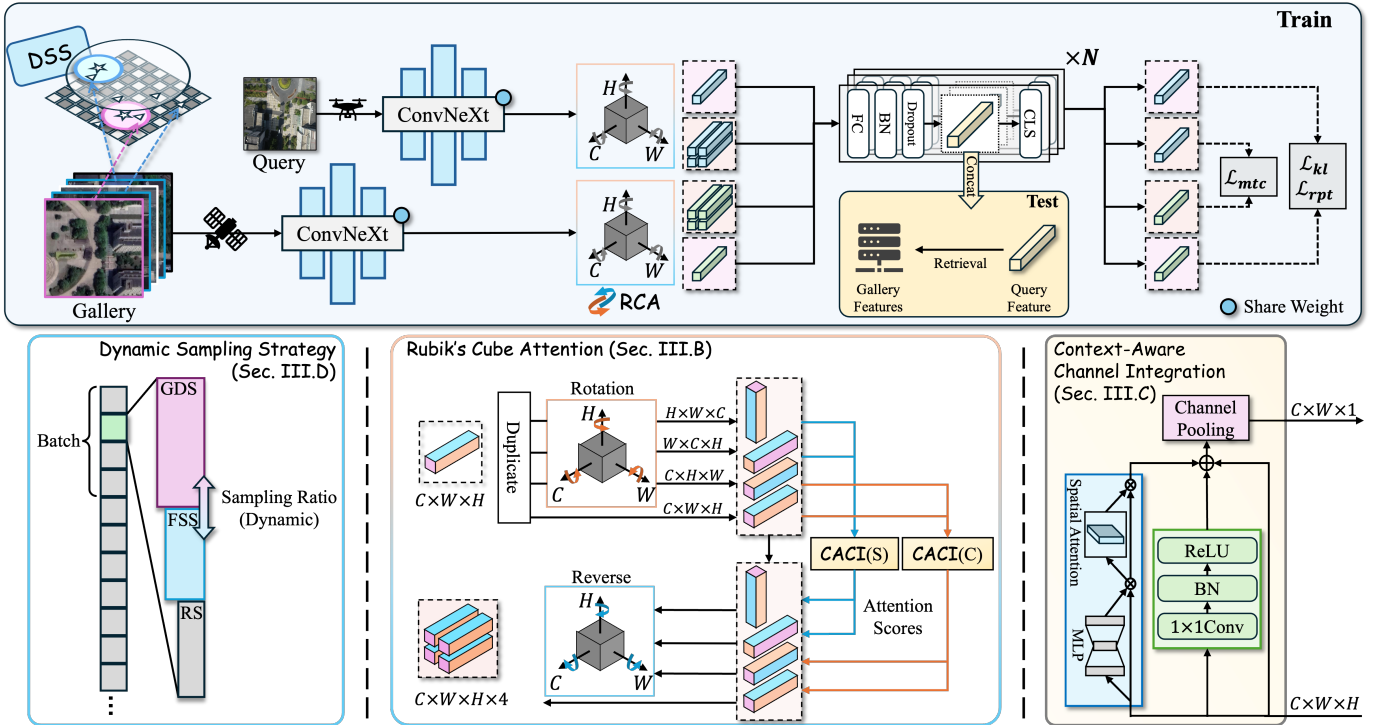 Train
DSS
Query
ConvNeXt
Gallery
ConvNeXt
H
C
W
H
C
W
RCA
FC
BN
Dropout
CLS
×N
Concat
Test
Gallery
Features
Retrieval
Query
Feature
ℒmtc
ℒkl
ℒrpt
Share Weight
Dynamic Sampling Strategy
(Sec. III.D)
Batch
GDS
FSS
RS
Sampling Ratio
(Dynamic)
Rubik's Cube Attention (Sec. III.B)
C×W×H
Duplicate
Rotation
H
C
W
H×W×C
W×C×H
C×H×W
C×W×H
CACI(S)
CACI(C)
Attention
Scores
Reverse
H
C
W
C×W×H×4
Context-Aware
Channel Integration
(Sec. III.C)
Channel
Pooling
C×W×1
Spatial Attention
MLP
ReLU
BN
1×1Conv
C×W×H